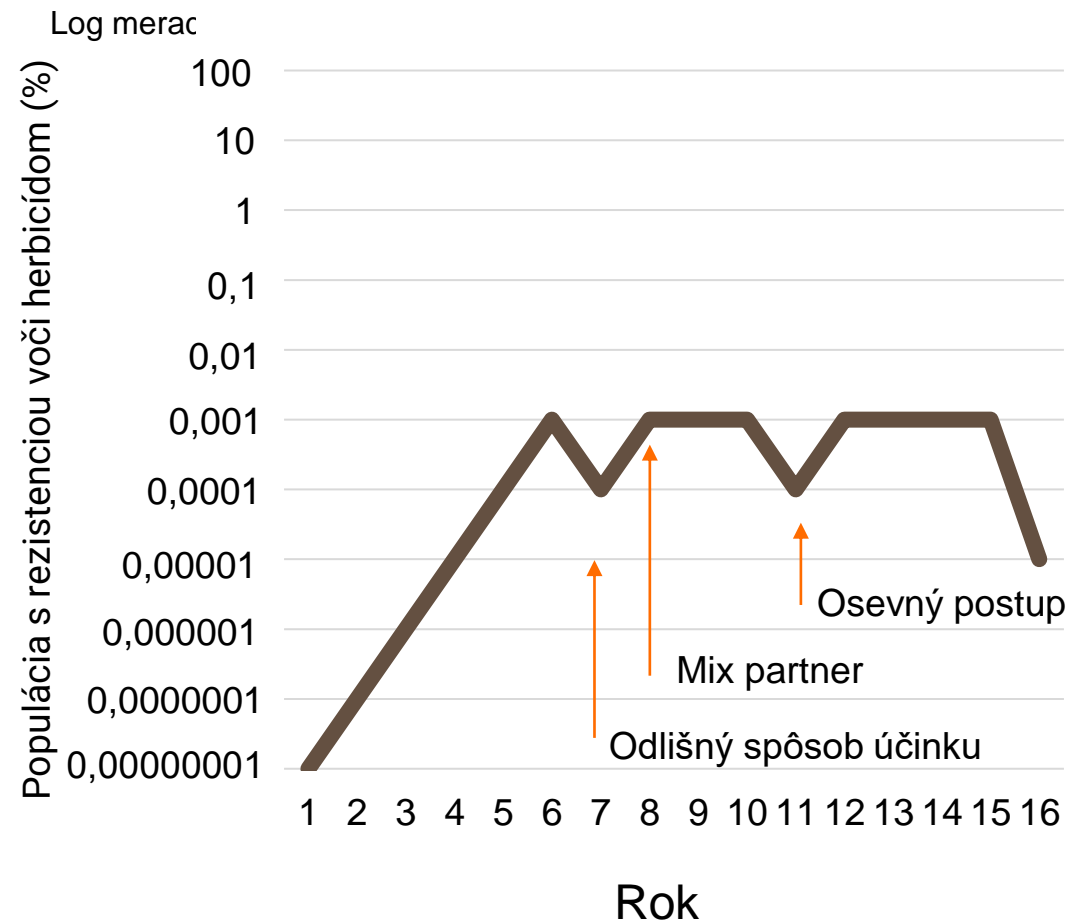 Log merac
Populácia s rezistenciou voči herbicídom (%)
100
10
1
0,1
0,01
0,001
0,0001
0,00001
0,000001
0,0000001
0,00000001
Osevný postup
Mix partner
Odlišný spôsob účinku
1 2 3 4 5 6 7 8 9 10 11 12 13 14 15 16
Rok